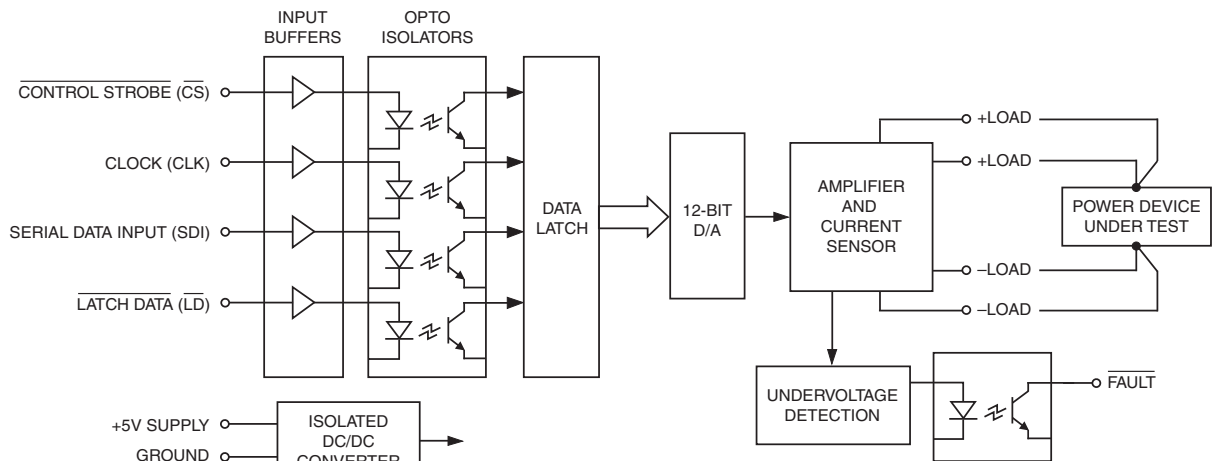 INPUT
BUFFERS
OPTO
ISOLATORS
CONTROL STROBE (CS)
CLOCK (CLK)
SERIAL DATA INPUT (SDI)
LATCH DATA (LD)
DATA
LATCH
12-BIT
D/A
AMPLIFIER
AND
CURRENT
SENSOR
+LOAD
+LOAD
–LOAD
–LOAD
POWER DEVICE
UNDER TEST
UNDERVOLTAGE
DETECTION
FAULT
+5V SUPPLY
GROUND
ISOLATED
DC/DC
CONVERTER